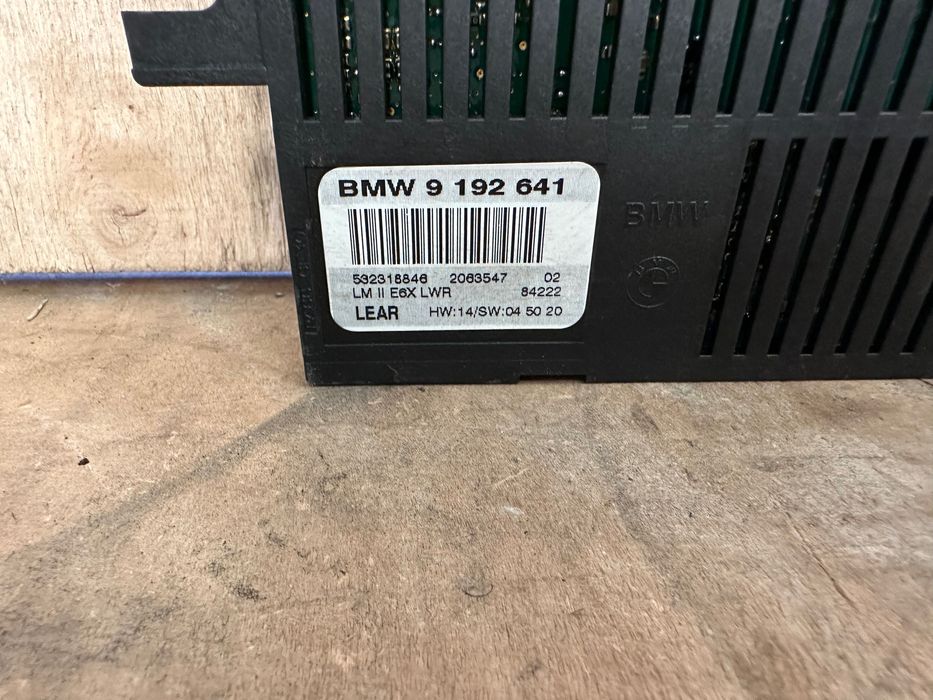 BMW 9 192 641
532318846 2063547 02
LM II E6X LWR 84222
LEAR HW:14/SW:04 50 20
BMW